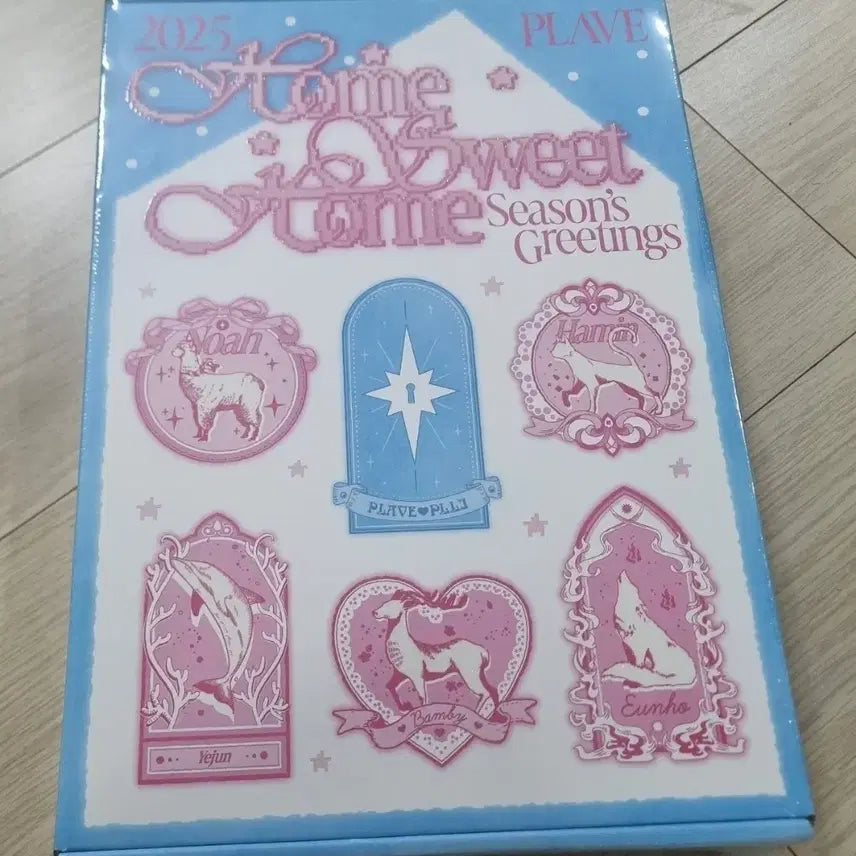 2025
PLAVE
Home
Sweet
Home
Season's
Greetings
Noah
Hamin
PLAVE♥PLLI
Yejun
Bamby
Eunho